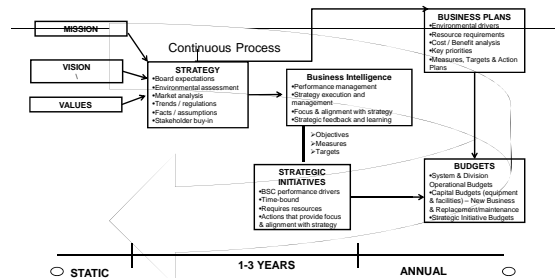 MISSION
VISION
\
VALUES
Continuous Process
STRATEGY
•Board expectations
•Environmental assessment
•Market analysis
•Trends / regulations
•Facts / assumptions
•Stakeholder buy-in
Business Intelligence
•Performance management
•Strategy execution and
management
•Focus & alignment with strategy
•Strategic feedback and learning
➢Objectives
➢Measures
➢Targets
STRATEGIC
INITIATIVES
•BSC performance drivers
•Time-bound
•Requires resources
•Actions that provide focus
& alignment with strategy
BUSINESS PLANS
•Environmental drivers
•Resource requirements
•Cost / Benefit analysis
•Key priorities
•Measures, Targets & Action
Plans
BUDGETS
•System & Division
Operational Budgets
•Capital Budgets (equipment
& facilities) – New Business
& Replacement/maintenance
•Strategic Initiative Budgets
STATIC
1-3 YEARS
ANNUAL